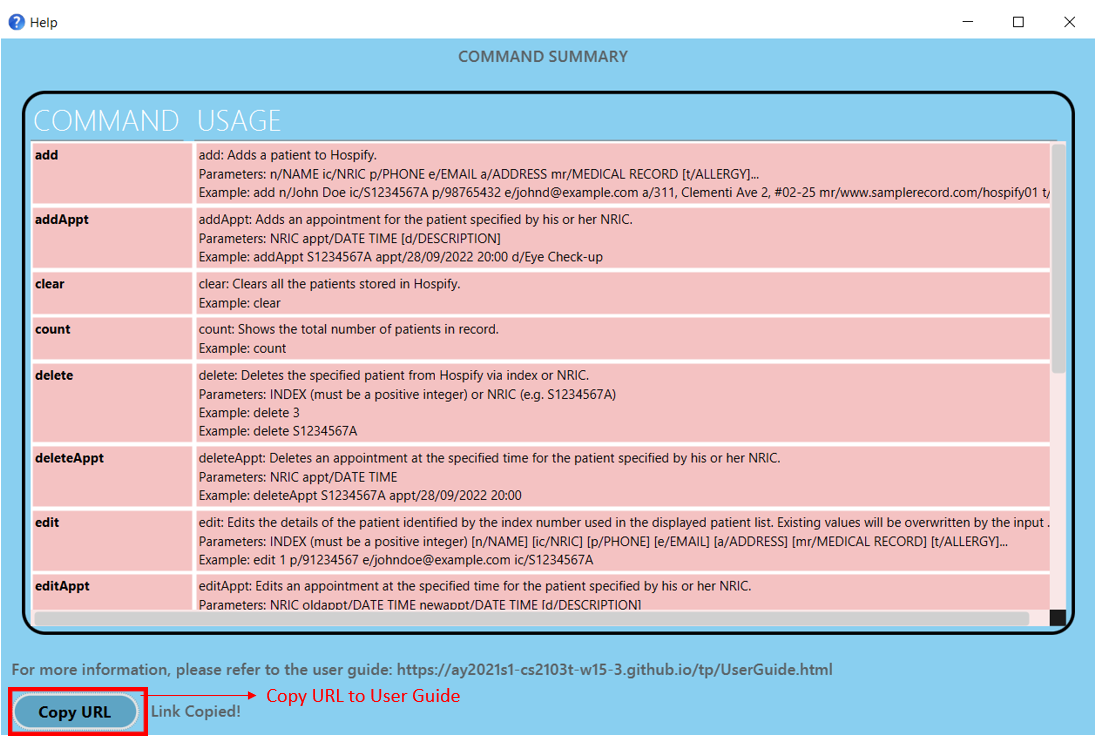 Help
COMMAND SUMMARY
COMMAND USAGE
add
add: Adds a patient to Hospify.
Parameters: n/NAME ic/NRIC p/PHONE e/EMAIL a/ADDRESS mr/MEDICAL RECORD [t/ALLERGY]...
Example: add n/John Doe ic/S1234567A p/98765432 e/johnd@example.com a/311, Clementi Ave 2, #02-25 mr/www.samplerecord.com/hospify01 t/
addAppt
addAppt: Adds an appointment for the patient specified by his or her NRIC.
Parameters: NRIC appt/DATE TIME [d/DESCRIPTION]
Example: addAppt S1234567A appt/28/09/2022 20:00 d/Eye Check-up
clear
clear: Clears all the patients stored in Hospify.
Example: clear
count
count: Shows the total number of patients in record.
Example: count
delete
delete: Deletes the specified patient from Hospify via index or NRIC.
Parameters: INDEX (must be a positive integer) or NRIC (e.g. S1234567A)
Example: delete 3
Example: delete S1234567A
deleteAppt
deleteAppt: Deletes an appointment at the specified time for the patient specified by his or her NRIC.
Parameters: NRIC appt/DATE TIME
Example: deleteAppt S1234567A appt/28/09/2022 20:00
edit
edit: Edits the details of the patient identified by the index number used in the displayed patient list. Existing values will be overwritten by the input .
Parameters: INDEX (must be a positive integer) [n/NAME] [ic/NRIC] [p/PHONE] [e/EMAIL] [a/ADDRESS] [mr/MEDICAL RECORD] [t/ALLERGY]...
Example: edit 1 p/91234567 e/johndoe@example.com ic/S1234567A
editAppt
editAppt: Edits an appointment at the specified time for the patient specified by his or her NRIC.
Parameters: NRIC oldappt/DATE TIME newappt/DATE TIME [d/DESCRIPTION]
For more information, please refer to the user guide: https://ay2021s1-cs2103t-w15-3.github.io/tp/UserGuide.html
Copy URL to User Guide
Copy URL
Link Copied!